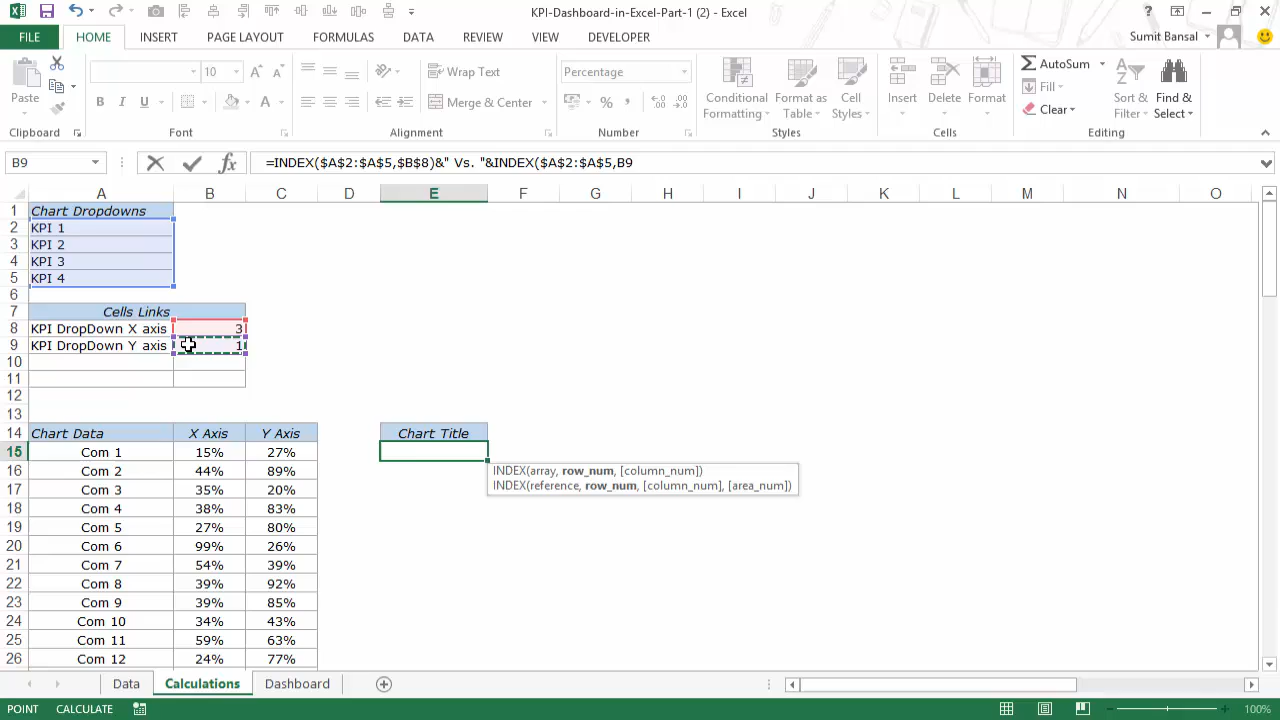 KPI-Dashboard-in-Excel-Part-1 (2) - Excel
FILE HOME INSERT PAGE LAYOUT FORMULAS DATA REVIEW VIEW DEVELOPER Sumit Bansal
Paste 10 A A B I U A Wrap Text Merge & Center Percentage % Conditional Formatting Format as Table Cell Styles Insert Delete Format AutoSum Fill Clear Sort & Filter Find & Select
Clipboard Font Alignment Number Styles Cells Editing
B9 fx =INDEX($A$2:$A$5,$B$8)&" Vs. "&INDEX($A$2:$A$5,B9
A B C D E F G H I J K L M N O
1 Chart Dropdowns
2 KPI 1
3 KPI 2
4 KPI 3
5 KPI 4
6
7 Cells Links
8 KPI DropDown X axis 3
9 KPI DropDown Y axis 1
10
11
12
13
14 Chart Data X Axis Y Axis Chart Title
15 Com 1 15% 27%
INDEX(array, row_num, [column_num])
INDEX(reference, row_num, [column_num], [area_num])
16 Com 2 44% 89%
17 Com 3 35% 20%
18 Com 4 38% 83%
19 Com 5 27% 80%
20 Com 6 99% 26%
21 Com 7 54% 39%
22 Com 8 39% 92%
23 Com 9 39% 85%
24 Com 10 34% 43%
25 Com 11 59% 63%
26 Com 12 24% 77%
Data Calculations Dashboard
POINT CALCULATE 100%